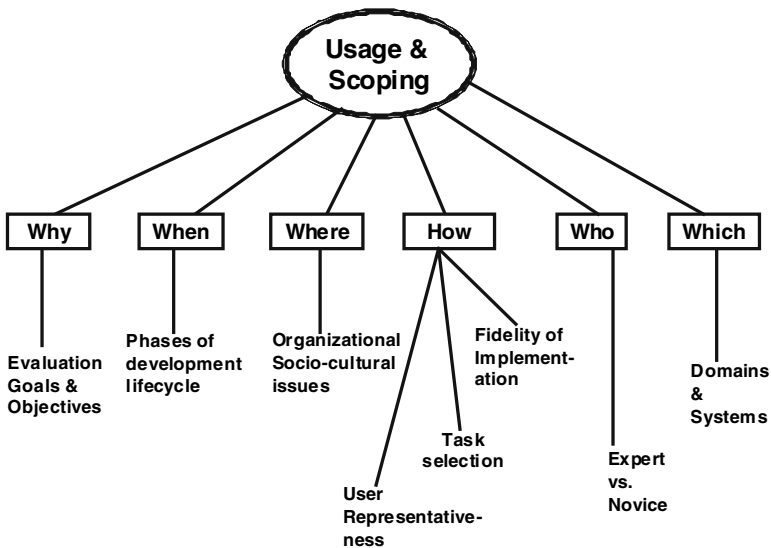 Usage &
Scoping
Why
When
Where
How
Who
Which
Evaluation
Goals &
Objectives
Phases of
development
lifecycle
Organizational
Socio-cultural
issues
User
Representative-
ness
Task
selection
Fidelity of
Implement-
ation
Expert
vs.
Novice
Domains
&
Systems